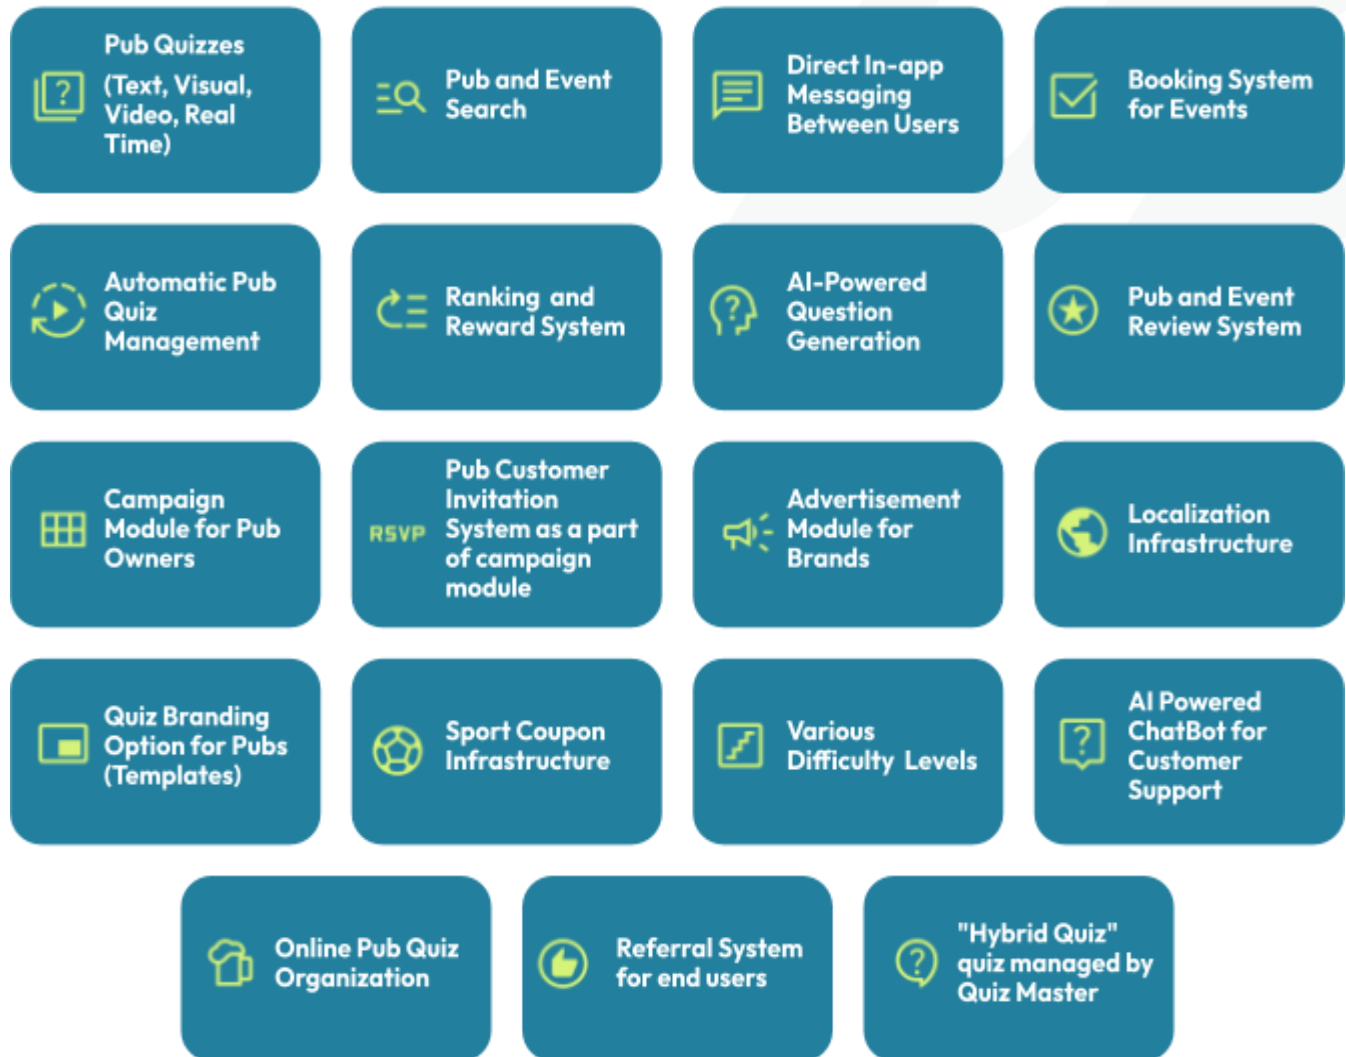 Pub Quizzes
(Text, Visual,
Video, Real
Time)
Pub and Event
Search
Direct In-app
Messaging
Between Users
Booking System
for Events
Automatic Pub
Quiz
Management
Ranking and
Reward System
AI-Powered
Question
Generation
Pub and Event
Review System
Campaign
Module for Pub
Owners
RSVP
Pub Customer
Invitation
System as a part
of campaign
module
Advertisement
Module for
Brands
Localization
Infrastructure
Quiz Branding
Option for Pubs
(Templates)
Sport Coupon
Infrastructure
Various
Difficulty Levels
AI Powered
ChatBot for
Customer
Support
Online Pub Quiz
Organization
Referral System
for end users
"Hybrid Quiz"
quiz managed by
Quiz Master